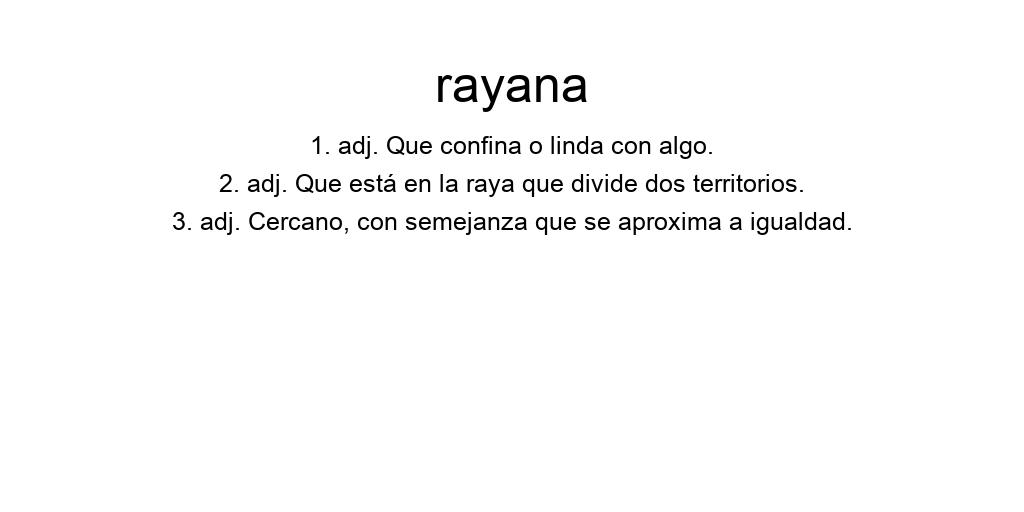 rayana
1. adj. Que confina o linda con algo.
2. adj. Que está en la raya que divide dos territorios.
3. adj. Cercano, con semejanza que se aproxima a igualdad.